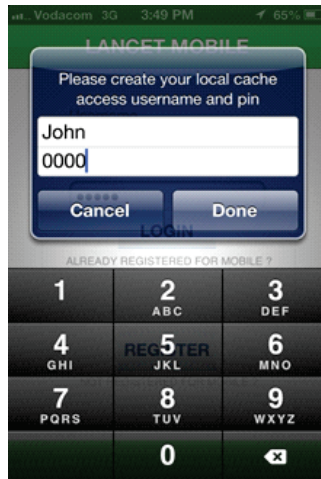 Vodacom 3G 3:49 PM 65%
LANCET MOBILE
Please create your local cache
access username and pin
John
0000
Cancel Done
LOGIN
ALREADY REGISTERED FOR MOBILE ?
1 2 3
ABC DEF
4 5 6
GHI JKL MNO
REGISTER
7 8 9
PQRS TUV WXYZ
0